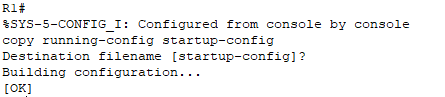 R1#
%SYS-5-CONFIG_I: Configured from console by console
copy running-config startup-config
Destination filename [startup-config]?
Building configuration...
[OK]